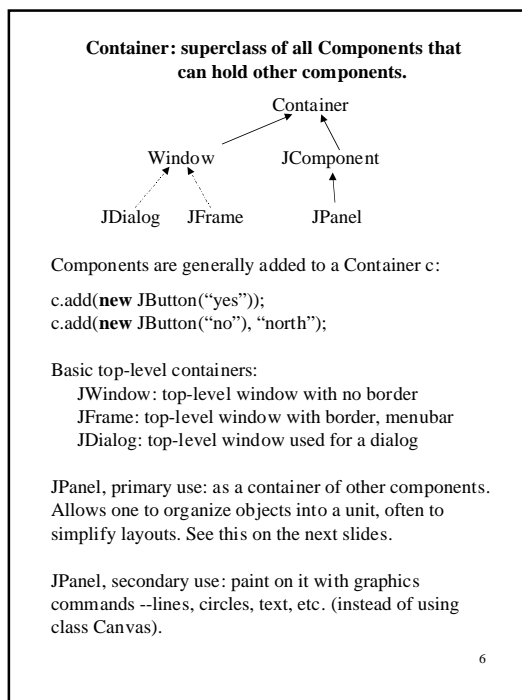 Container: superclass of all Components that
can hold other components.
Container
Window JComponent
JDialog JFrame JPanel
Components are generally added to a Container c:
c.add(new JButton(“yes”));
c.add(new JButton(“no”), “north”);
Basic top-level containers:
JWindow: top-level window with no border
JFrame: top-level window with border, menubar
JDialog: top-level window used for a dialog
JPanel, primary use: as a container of other components.
Allows one to organize objects into a unit, often to
simplify layouts. See this on the next slides.
JPanel, secondary use: paint on it with graphics
commands --lines, circles, text, etc. (instead of using
class Canvas).
6